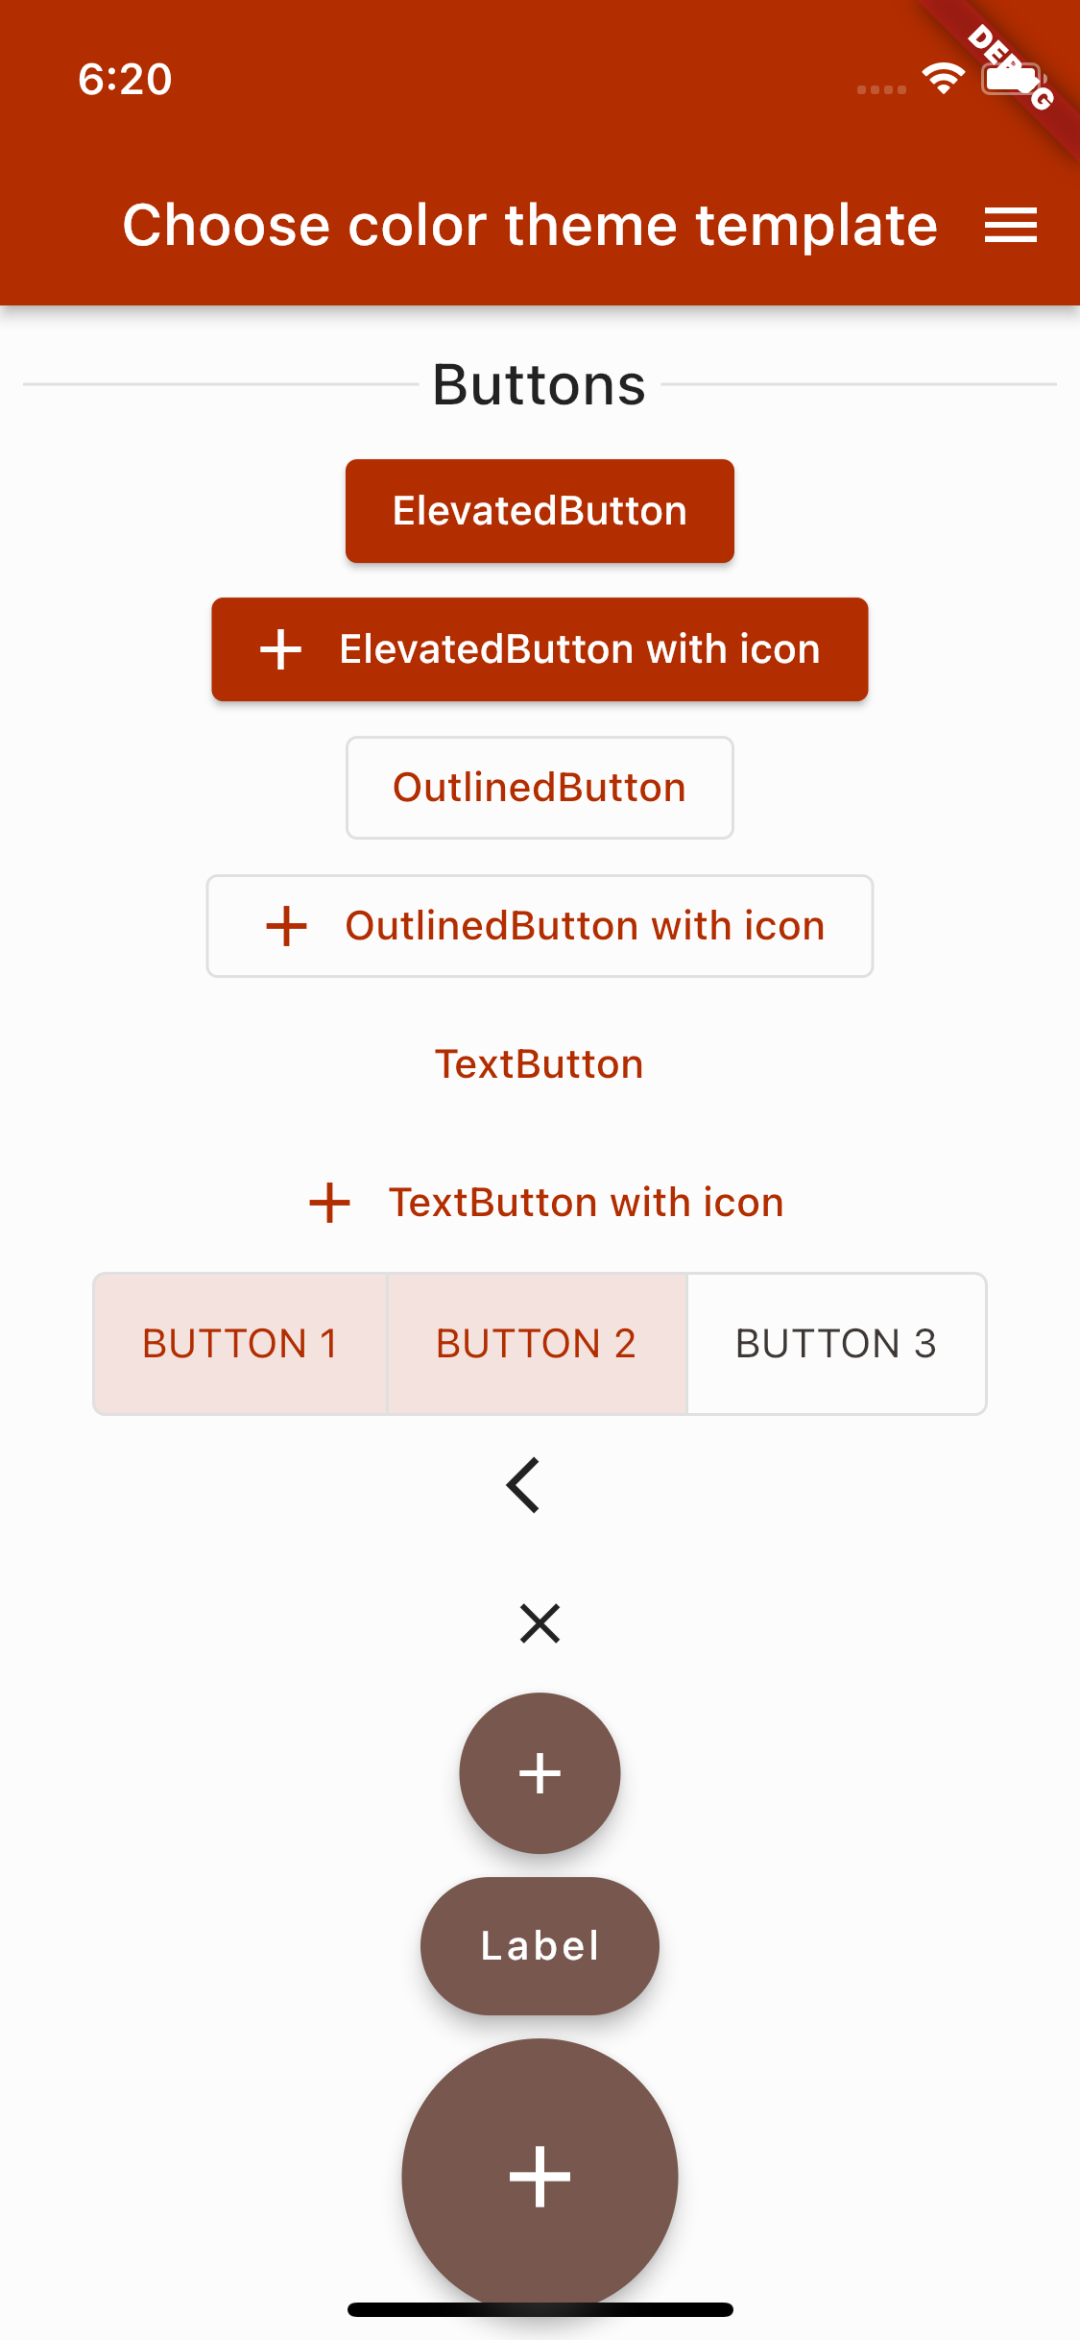 6:20
DEBUG
Choose color theme template
Buttons
ElevatedButton
ElevatedButton with icon
OutlinedButton
OutlinedButton with icon
TextButton
TextButton with icon
BUTTON 1 BUTTON 2 BUTTON 3
Label